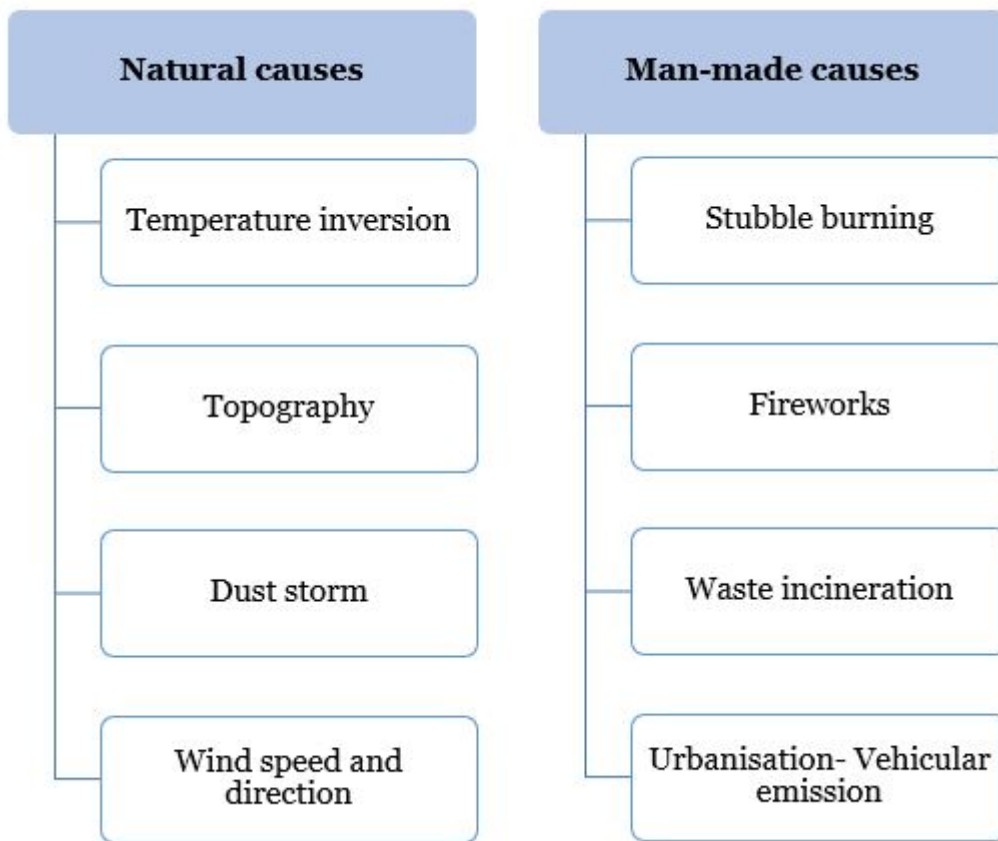 Natural causes
Temperature inversion
Topography
Dust storm
Wind speed and
direction
Man-made causes
Stubble burning
Fireworks
Waste incineration
Urbanisation- Vehicular
emission